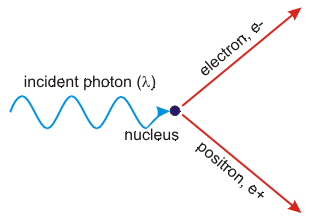 incident photon (λ)
nucleus
electron, e-
positron, e+